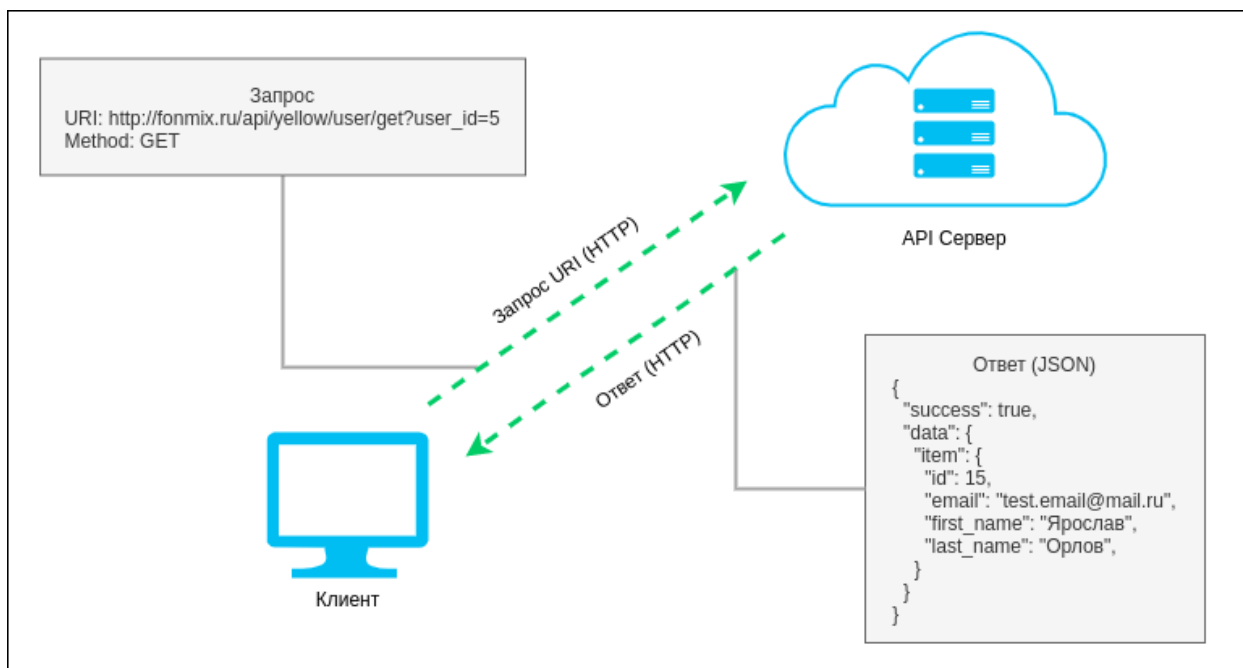 Запрос
URI: http://fonmix.ru/api/yellow/user/get?user_id=5
Method: GET
API Сервер
Запрос URI (HTTP)
Ответ (HTTP)
Ответ (JSON)
{
"success": true,
"data": {
"item": {
"id": 15,
"email": "test.email@mail.ru",
"first_name": "Ярослав",
"last_name": "Орлов",
}
}
}
Клиент